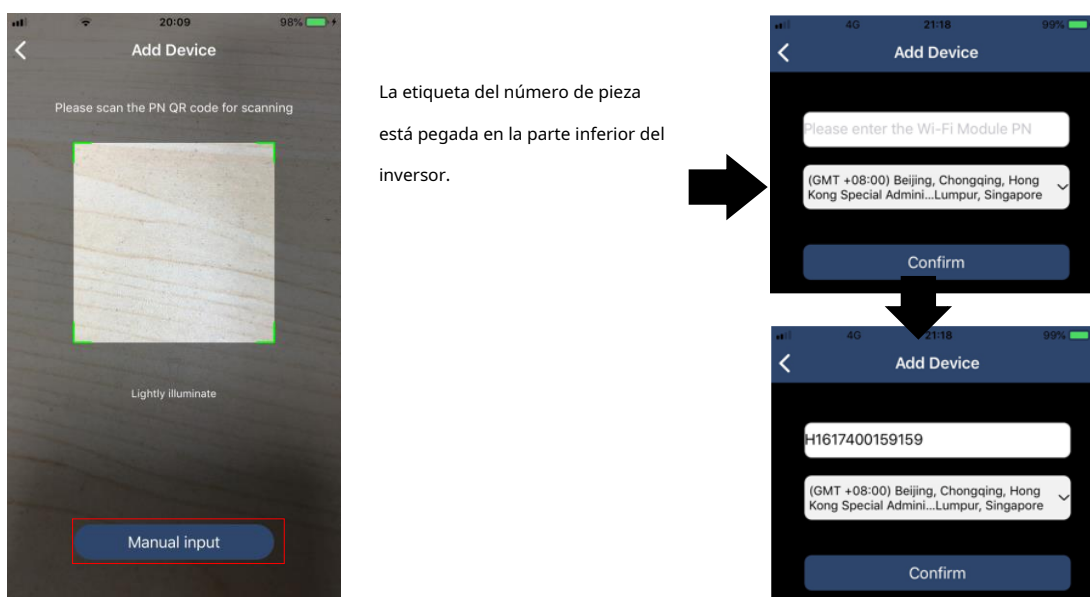 20:09
98%
Add Device
Please scan the PN QR code for scanning
Lightly illuminate
Manual input
La etiqueta del número de pieza
está pegada en la parte inferior del
inversor.
4G
21:18
99%
Add Device
Please enter the Wi-Fi Module PN
(GMT +08:00) Beijing, Chongqing, Hong
Kong Special Admini...Lumpur, Singapore
Confirm
4G
21:18
99%
Add Device
H1617400159159
(GMT +08:00) Beijing, Chongqing, Hong
Kong Special Admini...Lumpur, Singapore
Confirm